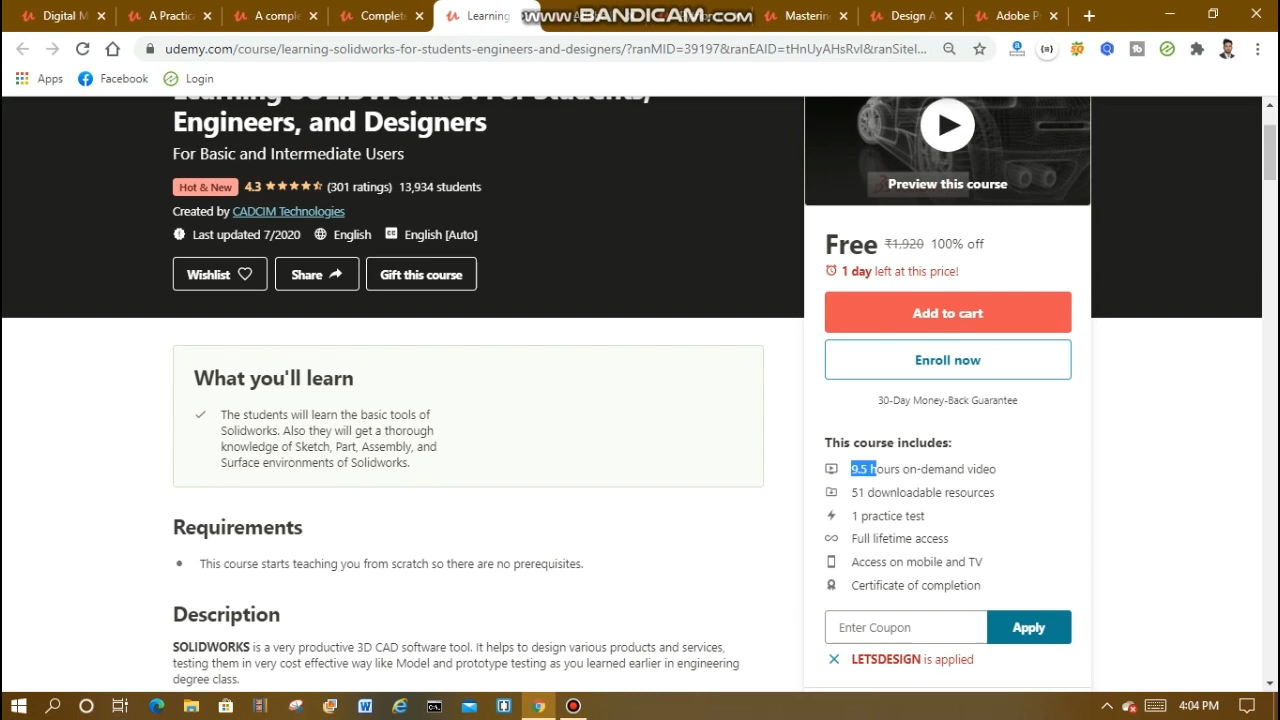 Digital M
A Practic
A comple
Complet
Learning
www.BANDICAM.com
Masterin
Design A
Adobe P
udemy.com/course/learning-solidworks-for-students-engineers-and-designers/?ranMID=39197&ranEAID=tHnUyAHsRvI&ranSiteI...
Apps
Facebook
Login
Learning SOLIDWORKS : For Students,
Engineers, and Designers
For Basic and Intermediate Users
Hot & New 4.3 (301 ratings) 13,934 students
Created by CADCIM Technologies
Last updated 7/2020 English English [Auto]
Wishlist
Share
Gift this course
Preview this course
Free ₹1,920 100% off
1 day left at this price!
Add to cart
Enroll now
30-Day Money-Back Guarantee
This course includes:
9.5 hours on-demand video
51 downloadable resources
1 practice test
Full lifetime access
Access on mobile and TV
Certificate of completion
Enter Coupon
Apply
LETSDESIGN is applied
What you'll learn
The students will learn the basic tools of
Solidworks. Also they will get a thorough
knowledge of Sketch, Part, Assembly, and
Surface environments of Solidworks.
Requirements
This course starts teaching you from scratch so there are no prerequisites.
Description
SOLIDWORKS is a very productive 3D CAD software tool. It helps to design various products and services,
testing them in very cost effective way like Model and prototype testing as you learned earlier in engineering
degree class.
4:04 PM